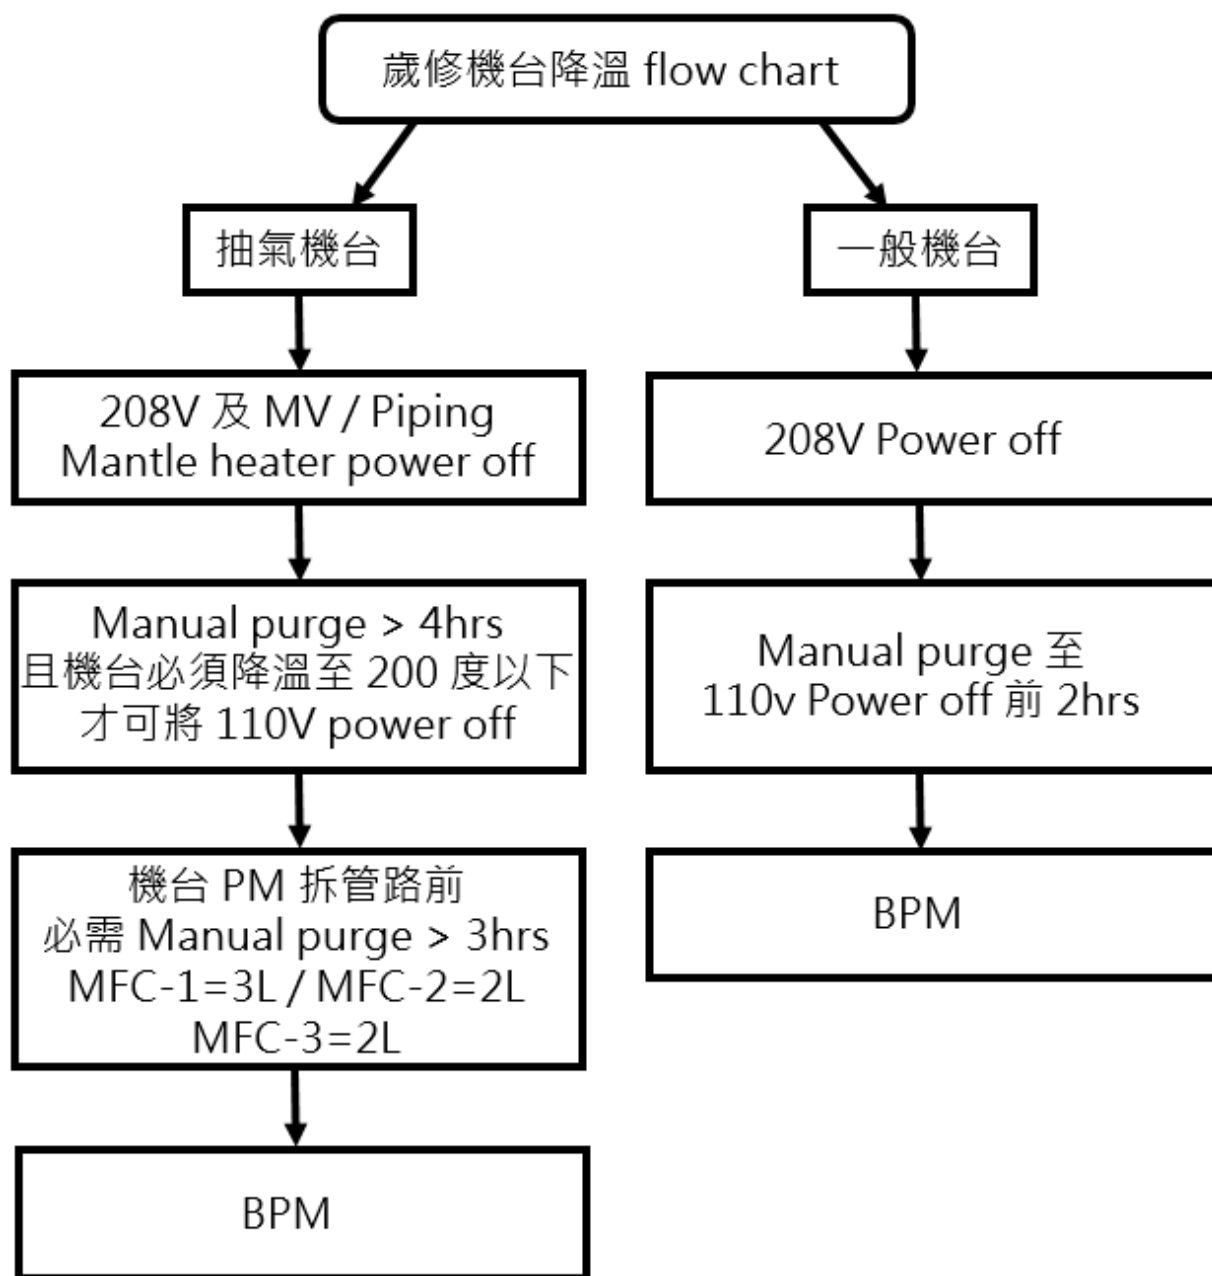 歲修機台降溫 flow chart
抽氣機台
一般機台
208V 及 MV / Piping
Mantle heater power off
208V Power off
Manual purge > 4hrs
且機台必須降溫至 200 度以下
才可將 110V power off
Manual purge 至
110v Power off 前 2hrs
機台 PM 拆管路前
必需 Manual purge > 3hrs
MFC-1=3L / MFC-2=2L
MFC-3=2L
BPM
BPM